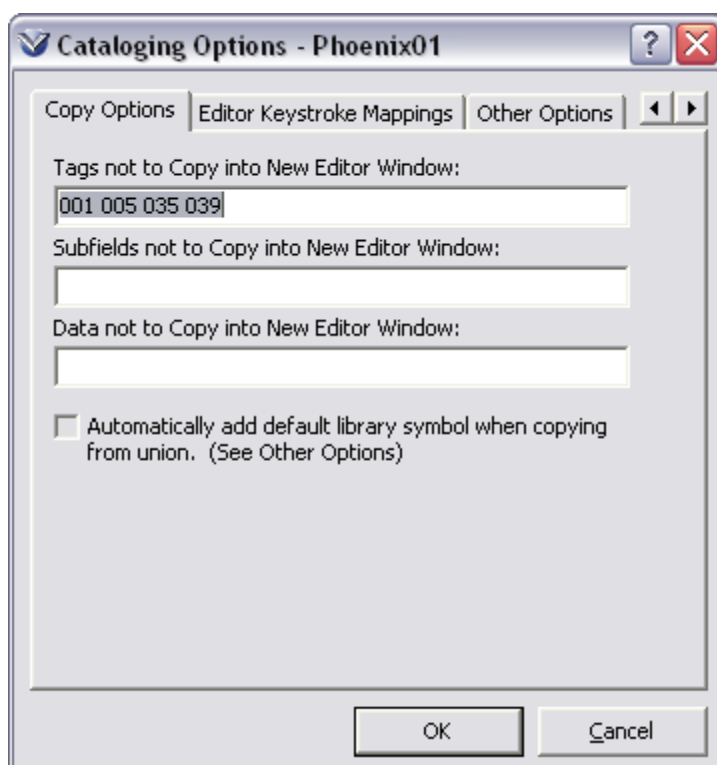 Cataloging Options - Phoenix01
?
Copy Options Editor Keystroke Mappings Other Options
Tags not to Copy into New Editor Window:
001 005 035 039
Subfields not to Copy into New Editor Window:
Data not to Copy into New Editor Window:
Automatically add default library symbol when copying
from union. (See Other Options)
OK Cancel